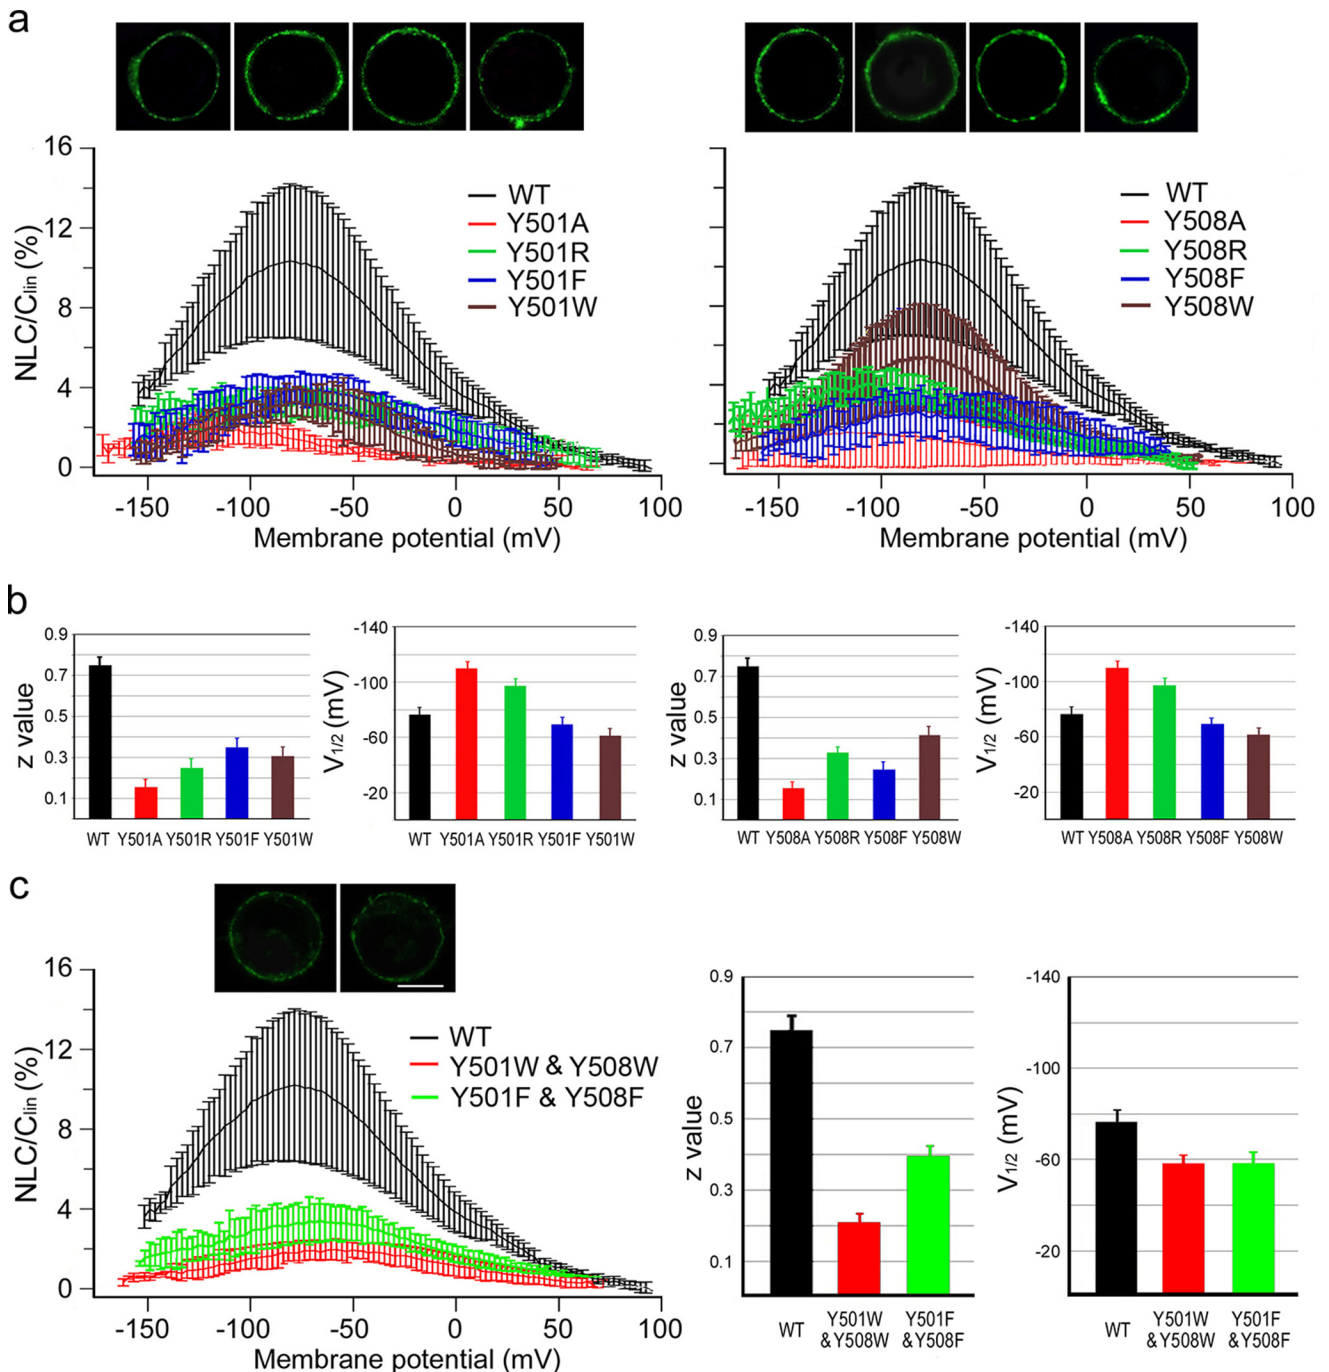 a
16
12
8
4
0
NLC/Clin (%)
WT
Y501A
Y501R
Y501F
Y501W
-150 -100 -50 0 50 100
Membrane potential (mV)
WT
Y508A
Y508R
Y508F
Y508W
-150 -100 -50 0 50 100
Membrane potential (mV)
b
0.9
0.7
0.5
0.3
0.1
z value
WT Y501A Y501R Y501F Y501W
-140
-100
-60
-20
V1/2 (mV)
WT Y501A Y501R Y501F Y501W
0.9
0.7
0.5
0.3
0.1
z value
WT Y508A Y508R Y508F Y508W
-140
-100
-60
-20
V1/2 (mV)
WT Y508A Y508R Y508F Y508W
c
16
12
8
4
0
NLC/Clin (%)
WT
Y501W & Y508W
Y501F & Y508F
-150 -100 -50 0 50 100
Membrane potential (mV)
0.9
0.7
0.5
0.3
0.1
z value
WT Y501W Y501F
&Y508W &Y508F
-140
-100
-60
-20
V1/2 (mV)
WT Y501W Y501F
&Y508W &Y508F